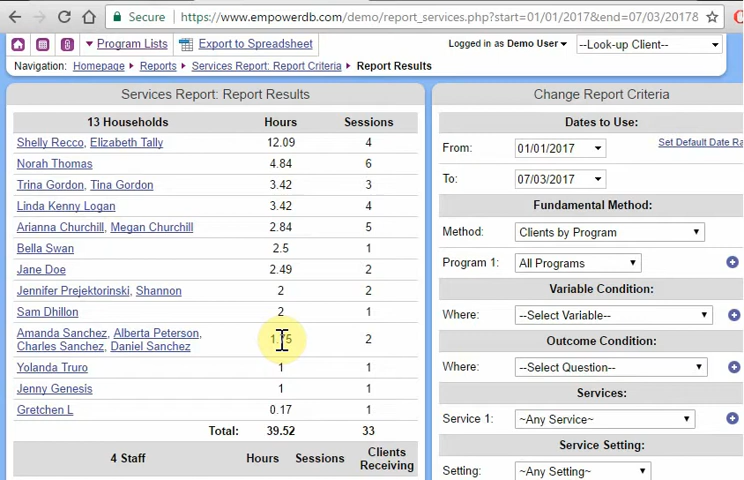 Secure https://www.empowerdb.com/demo/report_services.php?start=01/01/2017&end=07/03/20178
Program Lists Export to Spreadsheet Logged in as Demo User --Look-up Client--
Navigation: Homepage Reports Services Report: Report Criteria Report Results
Services Report: Report Results
13 Households Hours Sessions
Shelly Recco, Elizabeth Tally 12.09 4
Norah Thomas 4.84 6
Trina Gordon, Tina Gordon 3.42 3
Linda Kenny Logan 3.42 4
Arianna Churchill, Megan Churchill 2.84 5
Bella Swan 2.5 1
Jane Doe 2.49 2
Jennifer Prejektorinski, Shannon 2 2
Sam Dhillon 2 1
Amanda Sanchez, Alberta Peterson,
Charles Sanchez, Daniel Sanchez 1.75 2
Yolanda Truro 1 1
Jenny Genesis 1 1
Gretchen L 0.17 1
Total: 39.52 33
4 Staff Hours Sessions Clients
Receiving
Change Report Criteria
Dates to Use:
From: 01/01/2017 Set Default Date Ra
To: 07/03/2017
Fundamental Method:
Method: Clients by Program
Program 1: All Programs
Variable Condition:
Where: --Select Variable--
Outcome Condition:
Where: --Select Question--
Services:
Service 1: ~Any Service~
Service Setting:
Setting: ~Any Setting~